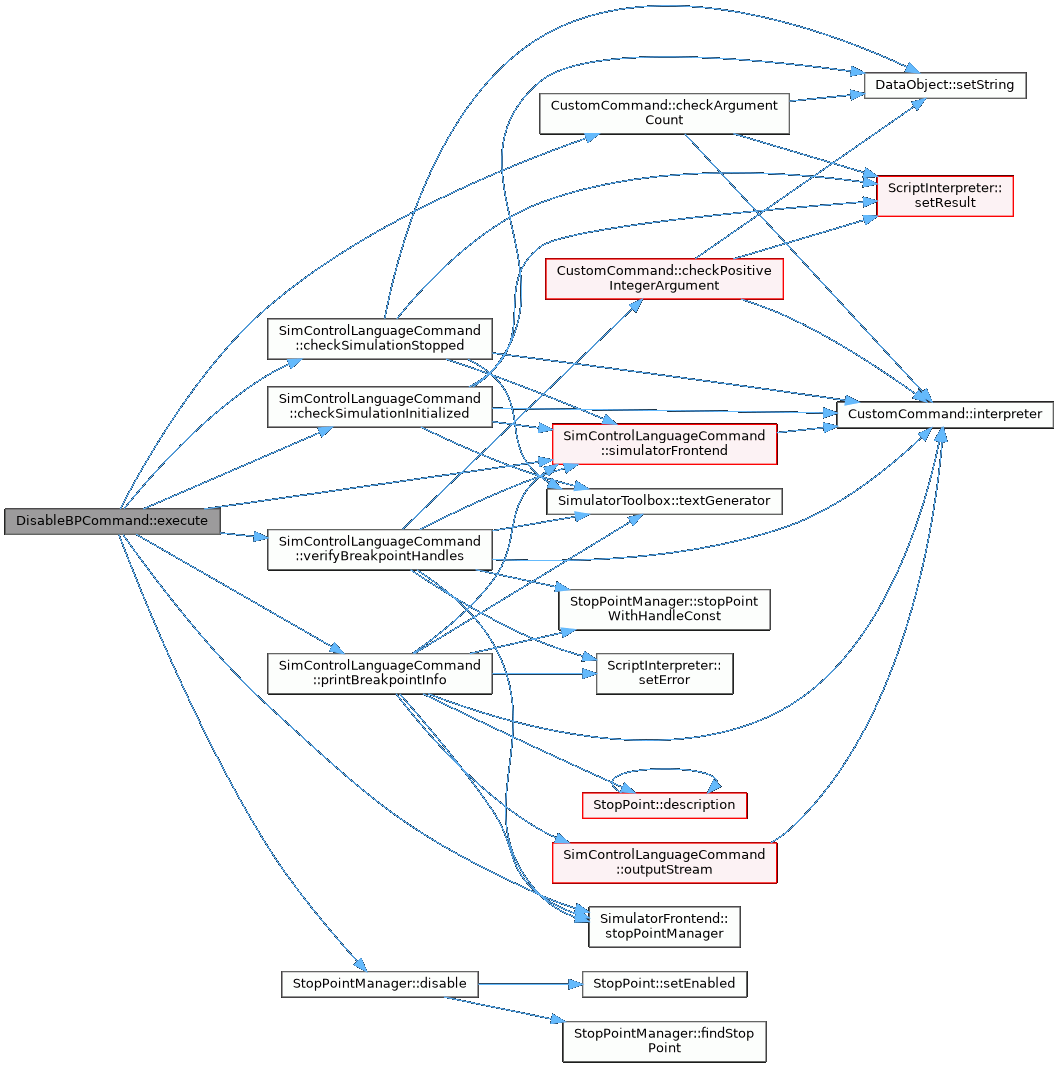 DataObject::setString
CustomCommand::checkArgument
Count
ScriptInterpreter::
setResult
CustomCommand::checkPositive
IntegerArgument
SimControlLanguageCommand
::checkSimulationStopped
SimControlLanguageCommand
::checkSimulationInitialized
CustomCommand::interpreter
SimControlLanguageCommand
::simulatorFrontend
SimulatorToolbox::textGenerator
DisableBPCommand::execute
SimControlLanguageCommand
::verifyBreakpointHandles
StopPointManager::stopPoint
WithHandleConst
SimControlLanguageCommand
::printBreakpointInfo
ScriptInterpreter::
setError
StopPoint::description
SimControlLanguageCommand
::outputStream
SimulatorFrontend::
stopPointManager
StopPointManager::disable
StopPoint::setEnabled
StopPointManager::findStop
Point